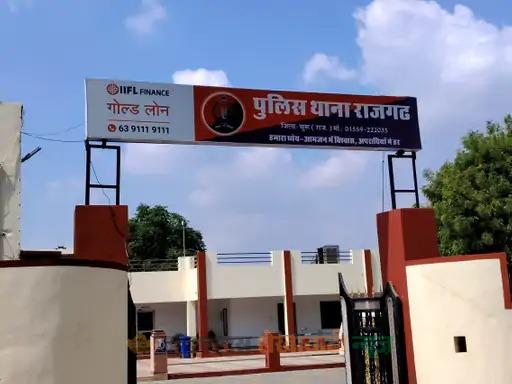 IIFL FINANCE
गोल्ड लोन
63 9111 9111
पुलिस थाना राजगढ
जिला- चूरू ( राज. ) मो. 01559-222035
हमारा ध्येय-आमजन में विश्वास, अपराधियों में डर